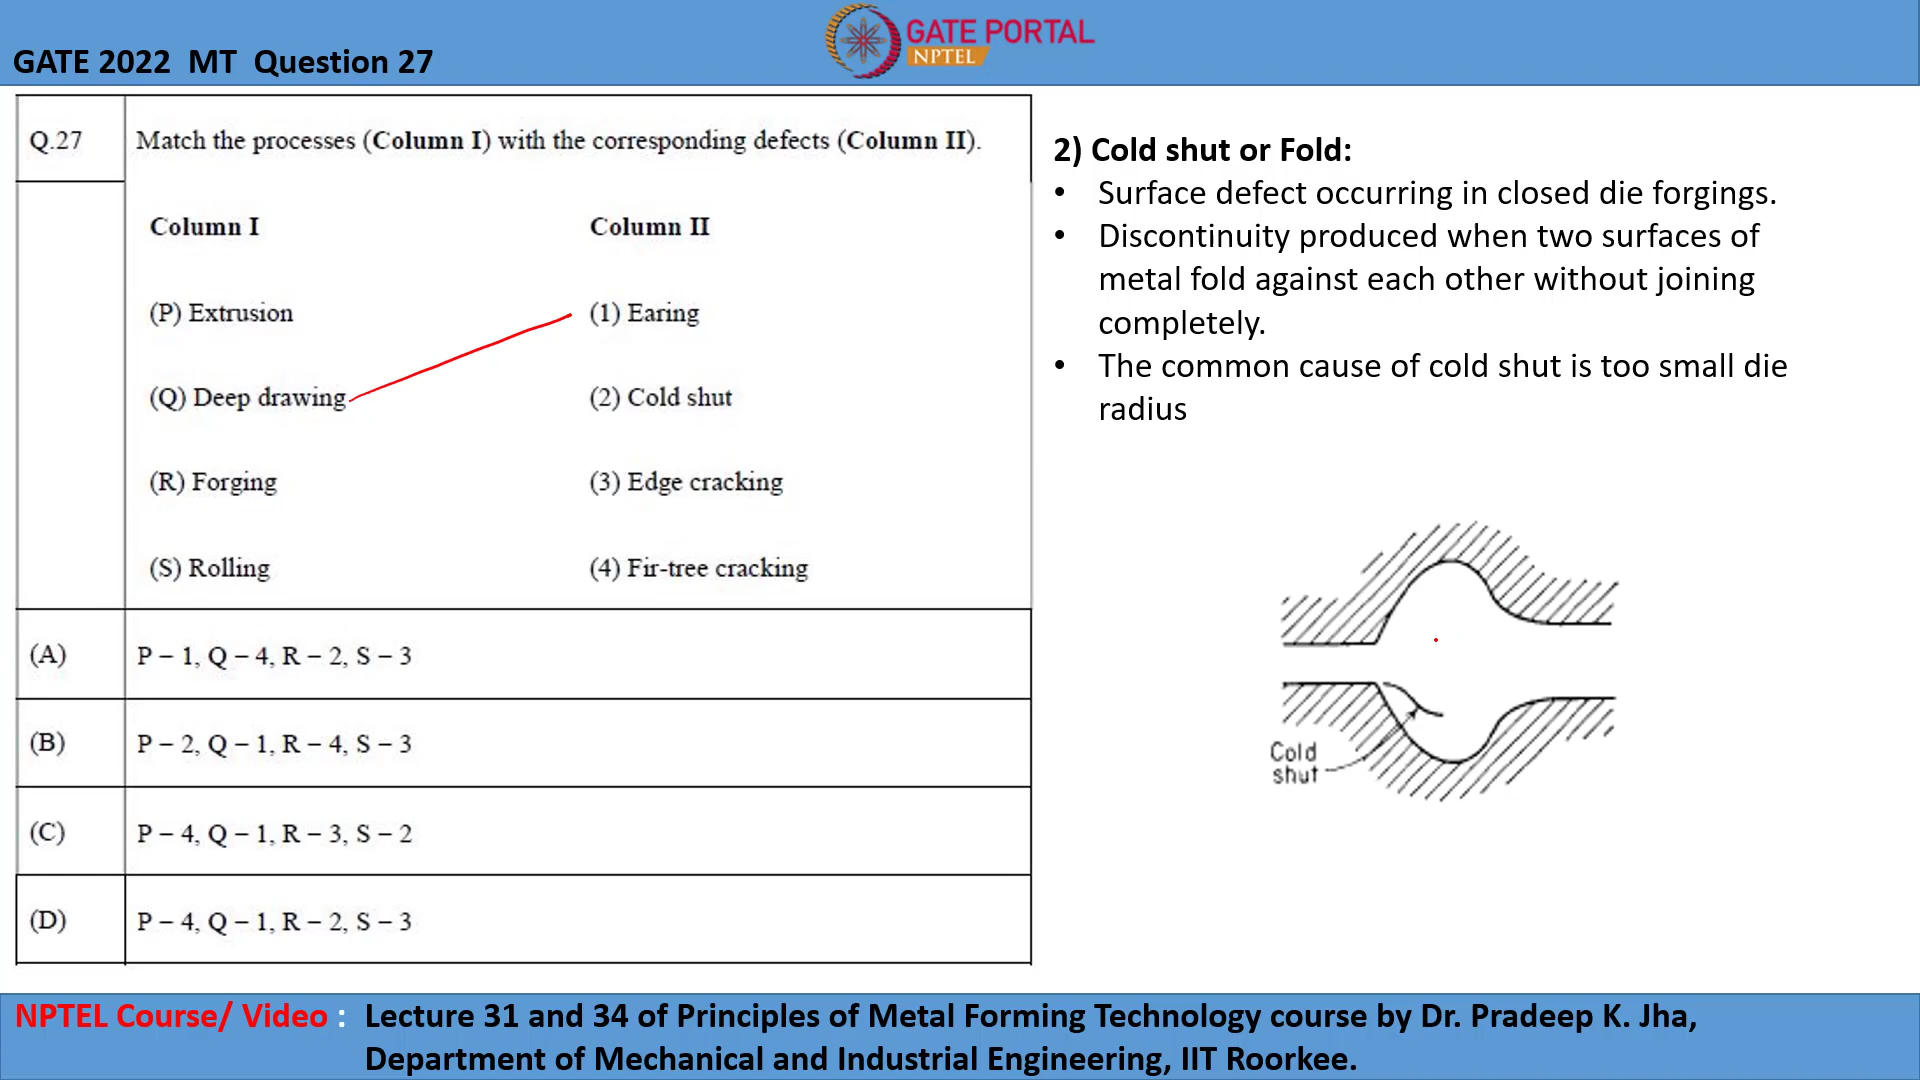 GATE 2022 MT Question 27
GATE PORTAL
NPTEL
Q.27
Match the processes (Column I) with the corresponding defects (Column II).
Column I
Column II
(P) Extrusion
(1) Earing
(Q) Deep drawing
(2) Cold shut
(R) Forging
(3) Edge cracking
(S) Rolling
(4) Fir-tree cracking
(A)
P – 1, Q – 4, R – 2, S – 3
(B)
P – 2, Q – 1, R – 4, S – 3
(C)
P – 4, Q – 1, R – 3, S – 2
(D)
P – 4, Q – 1, R – 2, S – 3
2) Cold shut or Fold:
• Surface defect occurring in closed die forgings.
• Discontinuity produced when two surfaces of
metal fold against each other without joining
completely.
• The common cause of cold shut is too small die
radius
Cold
shut
NPTEL Course/ Video : Lecture 31 and 34 of Principles of Metal Forming Technology course by Dr. Pradeep K. Jha,
Department of Mechanical and Industrial Engineering, IIT Roorkee.